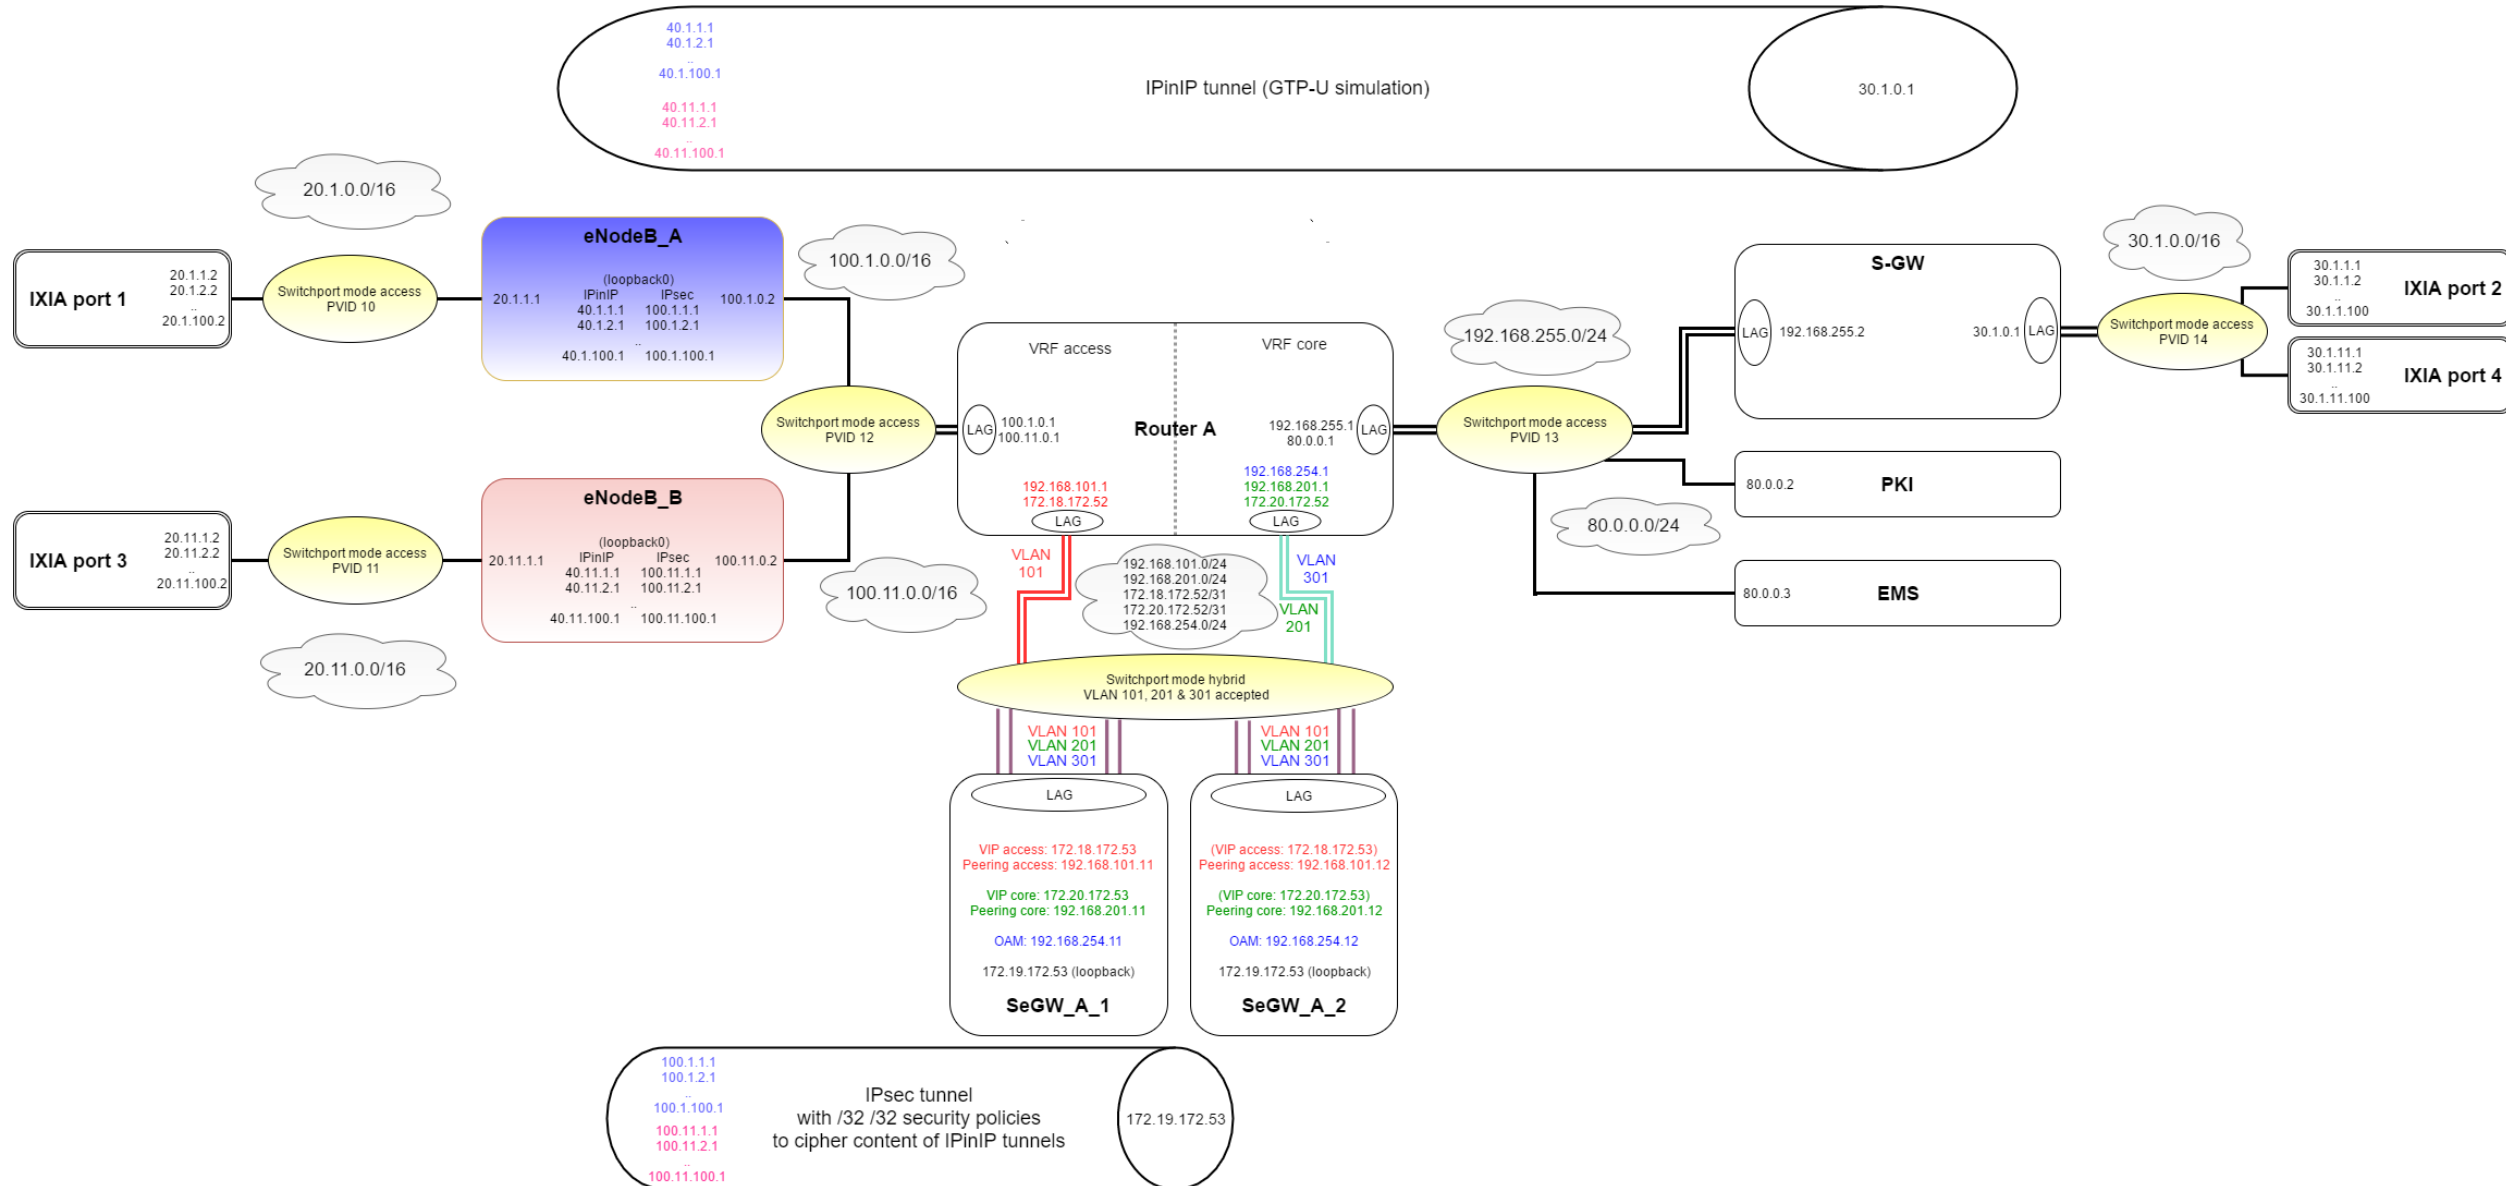 40.1.1.1
40.1.2.1
..
40.1.100.1
40.11.1.1
40.11.2.1
..
40.11.100.1
IPinIP tunnel (GTP-U simulation)
30.1.0.1
20.1.0.0/16
IXIA port 1
20.1.1.2
20.1.2.2
..
20.1.100.2
Switchport mode access
PVID 10
eNodeB_A
(loopback0)
IPinIP IPsec
20.1.1.1
40.1.1.1 100.1.1.1
40.1.2.1 100.1.2.1
..
40.1.100.1 100.1.100.1
100.1.0.2
100.1.0.0/16
Switchport mode access
PVID 12
IXIA port 3
20.11.1.2
20.11.2.2
..
20.11.100.2
Switchport mode access
PVID 11
20.11.0.0/16
eNodeB_B
(loopback0)
IPinIP IPsec
20.11.1.1
40.11.1.1 100.11.1.1
40.11.2.1 100.11.2.1
..
40.11.100.1 100.11.100.1
100.11.0.2
100.11.0.0/16
VRF access
VRF core
Router A
LAG
100.1.0.1
100.11.0.1
192.168.255.1
80.0.0.1
LAG
192.168.101.1
172.18.172.52
LAG
192.168.254.1
192.168.201.1
172.20.172.52
LAG
192.168.255.0/24
Switchport mode access
PVID 13
80.0.0.0/24
S-GW
LAG
192.168.255.2
30.1.0.1
LAG
30.1.0.0/16
Switchport mode access
PVID 14
30.1.1.1
30.1.1.2
..
30.1.1.100
IXIA port 2
30.1.11.1
30.1.11.2
..
30.1.11.100
IXIA port 4
80.0.0.2
PKI
80.0.0.3
EMS
VLAN
101
192.168.101.0/24
192.168.201.0/24
172.18.172.52/31
172.20.172.52/31
192.168.254.0/24
VLAN
301
VLAN
201
Switchport mode hybrid
VLAN 101, 201 & 301 accepted
VLAN 101
VLAN 201
VLAN 301
VLAN 101
VLAN 201
VLAN 301
LAG
VIP access: 172.18.172.53
Peering access: 192.168.101.11
VIP core: 172.20.172.53
Peering core: 192.168.201.11
OAM: 192.168.254.11
172.19.172.53 (loopback)
SeGW_A_1
LAG
(VIP access: 172.18.172.53)
Peering access: 192.168.101.12
(VIP core: 172.20.172.53)
Peering core: 192.168.201.12
OAM: 192.168.254.12
172.19.172.53 (loopback)
SeGW_A_2
100.1.1.1
100.1.2.1
..
100.1.100.1
100.11.1.1
100.11.2.1
..
100.11.100.1
IPsec tunnel
with /32 /32 security policies
to cipher content of IPinIP tunnels
172.19.172.53